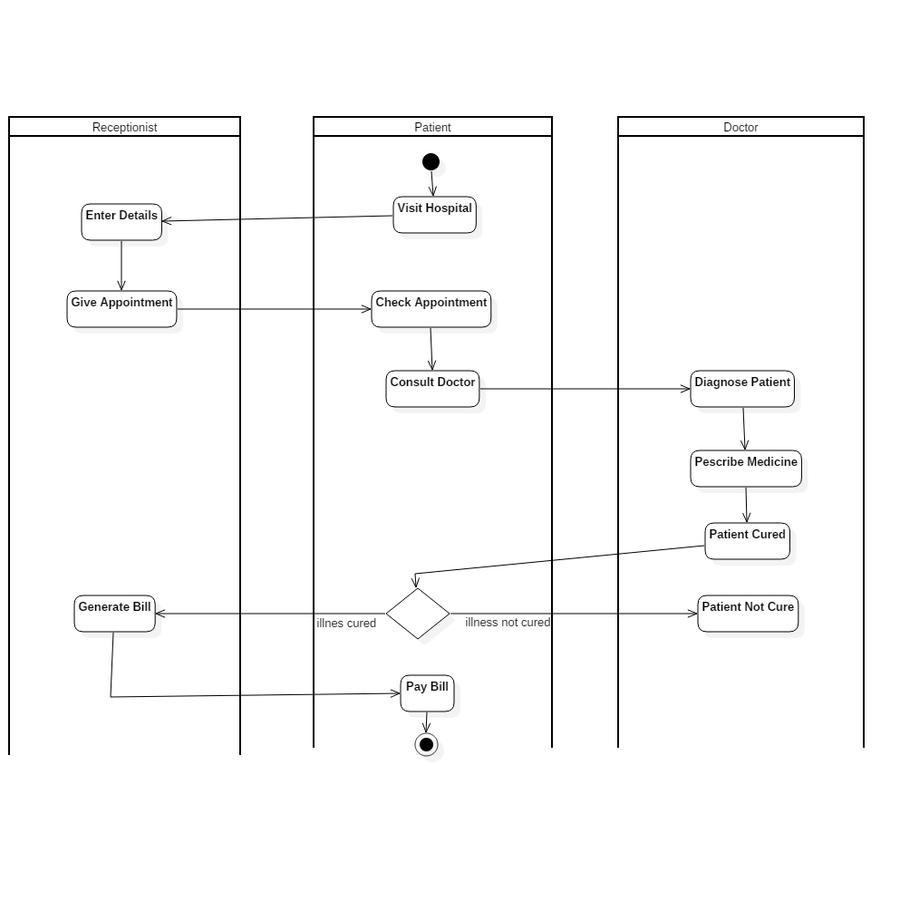 Receptionist
Patient
Doctor
Visit Hospital
Enter Details
Give Appointment
Check Appointment
Consult Doctor
Diagnose Patient
Pescribe Medicine
Patient Cured
Generate Bill
illnes cured
illness not cured
Patient Not Cure
Pay Bill